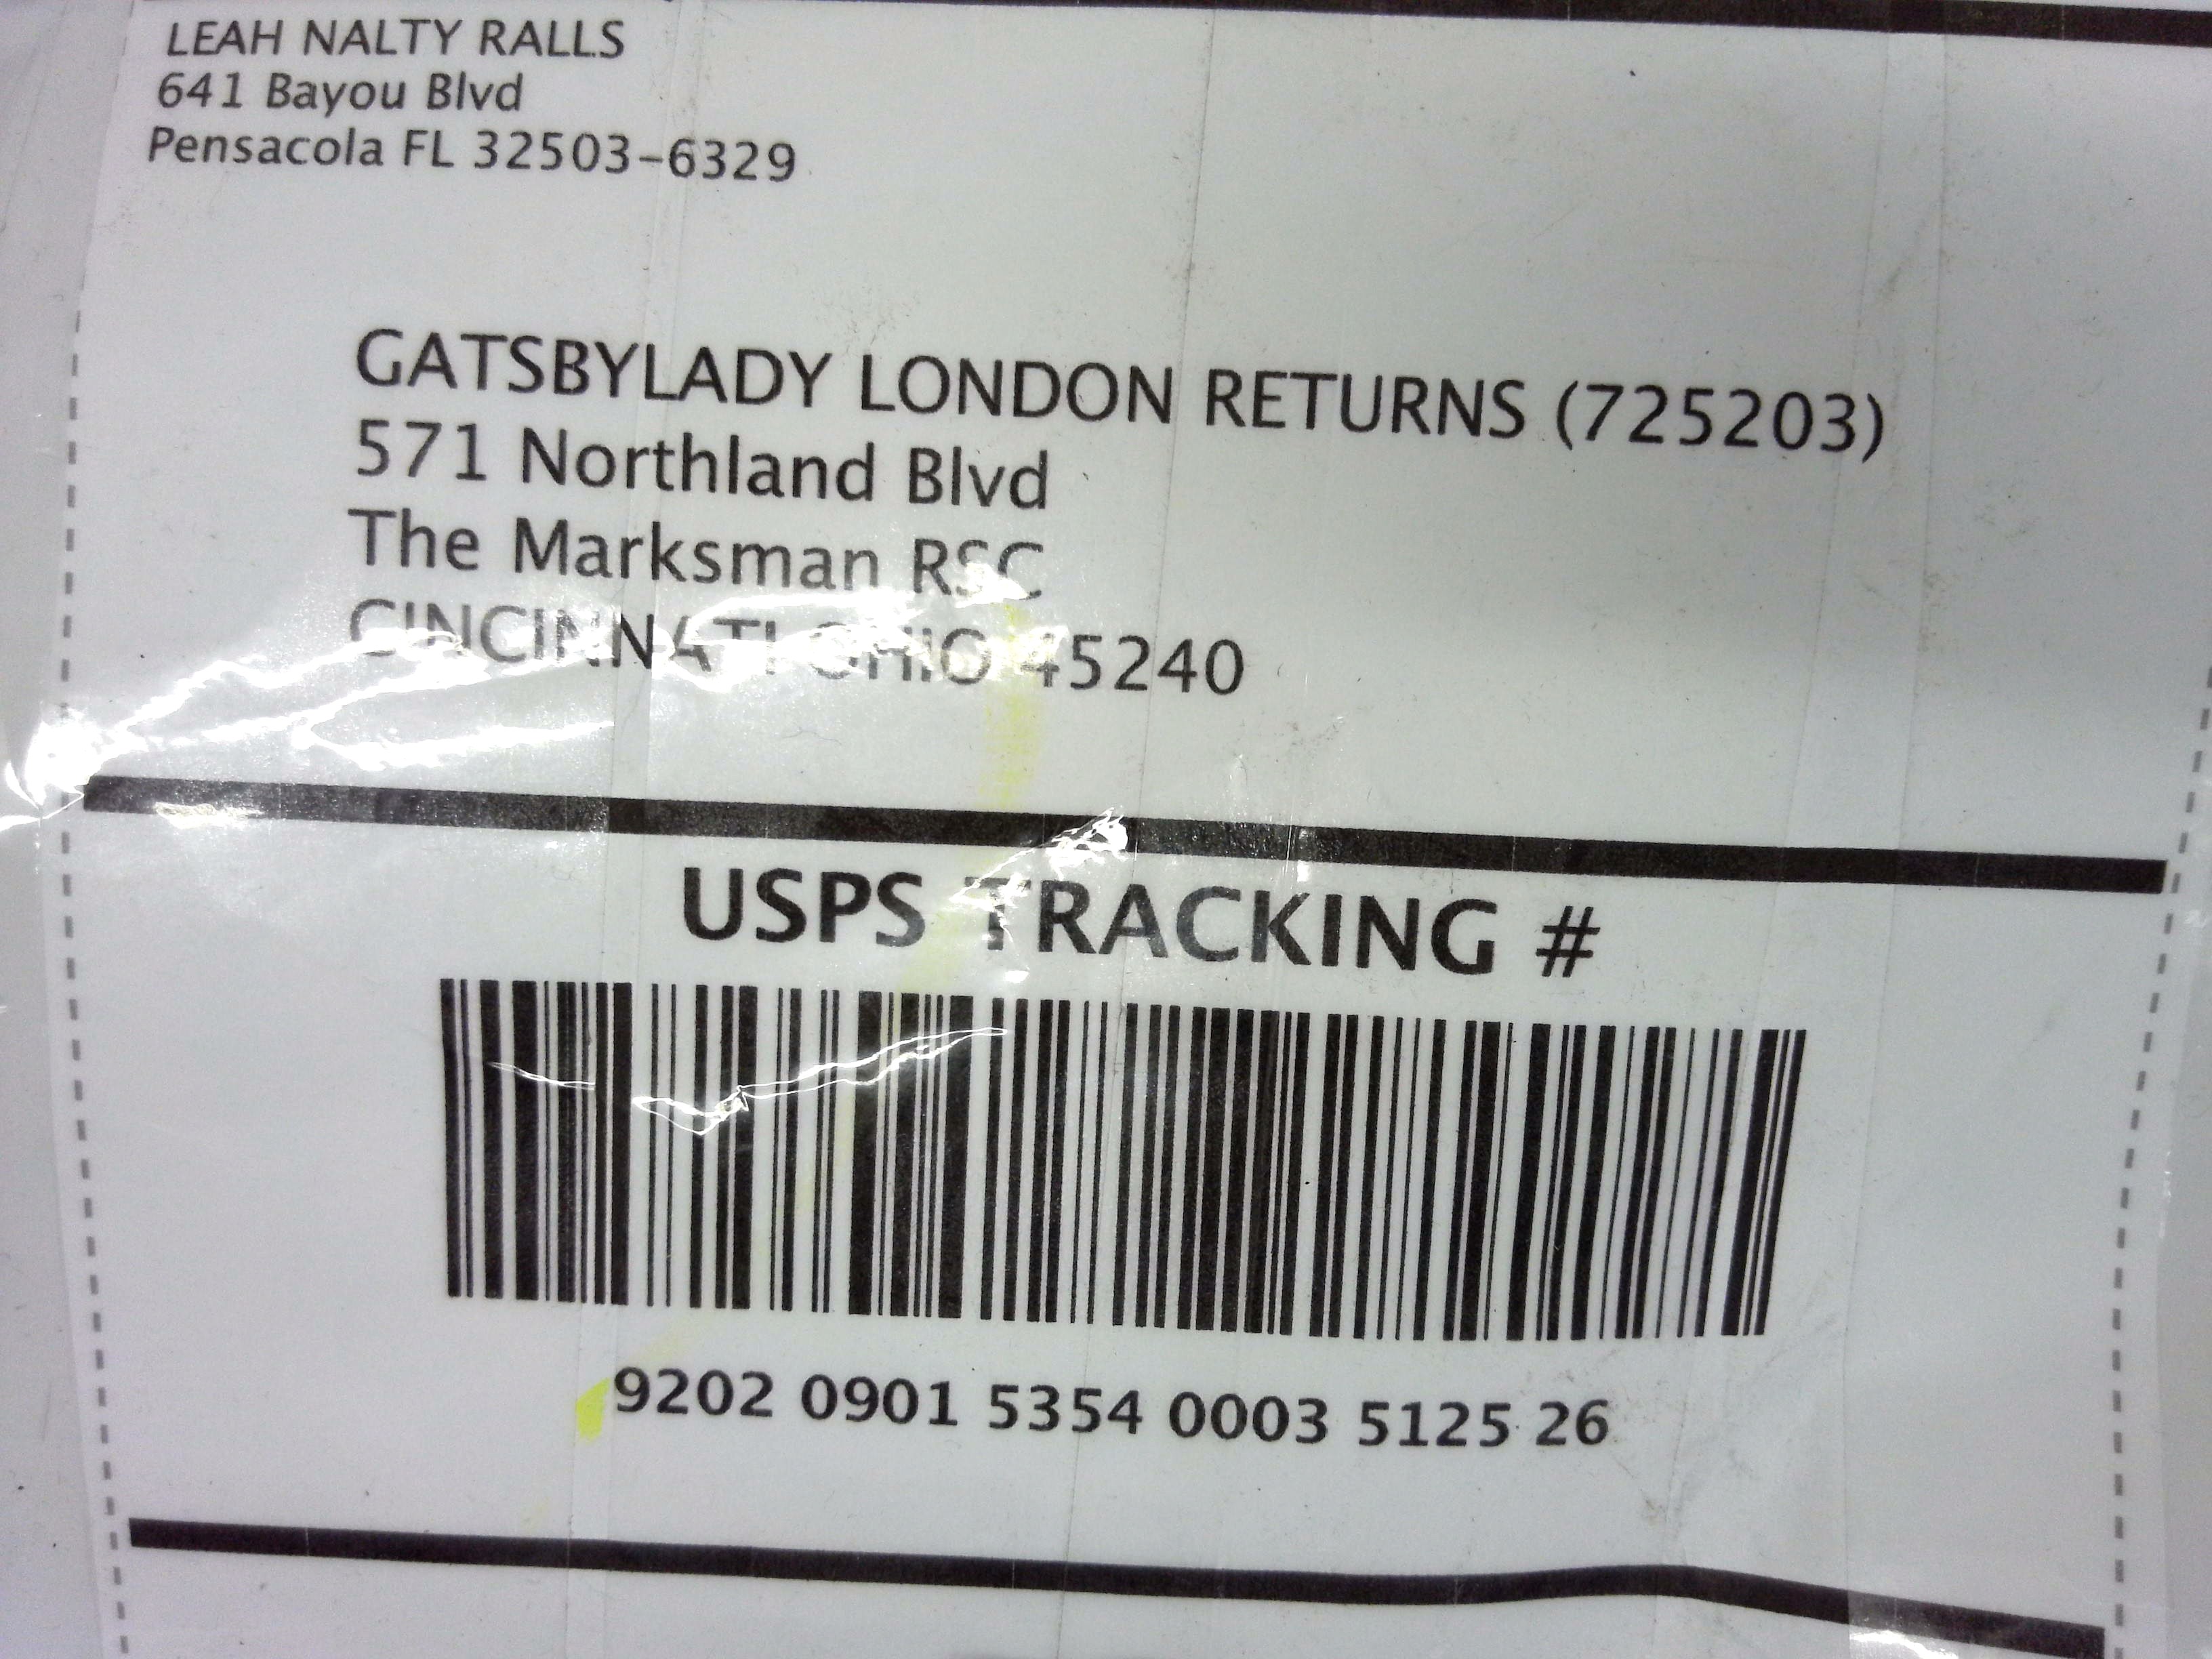 LEAH NALTY RALLS
641 Bayou Blvd
Pensacola FL 32503-6329
GATSBYLADY LONDON RETURNS (725203)
571 Northland Blvd
The Marksman RSC
CINCINNATI OHIO 45240
USPS TRACKING #
9202 0901 5354 0003 5125 26